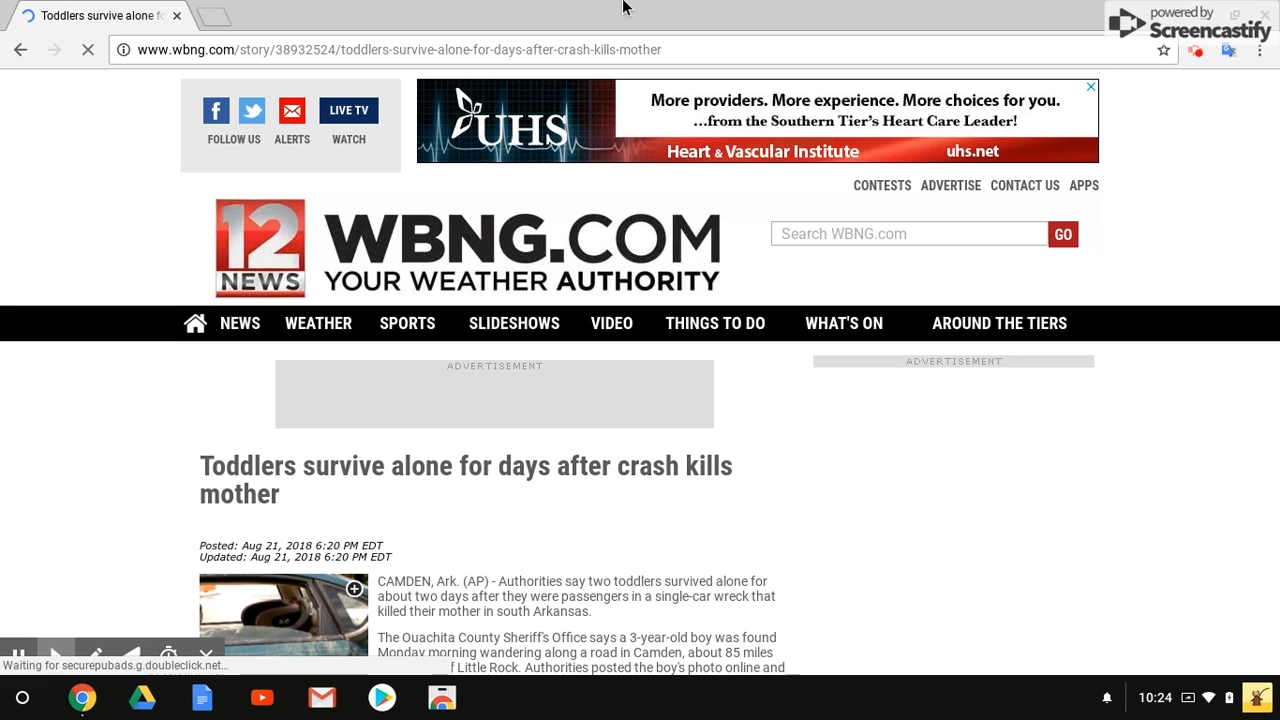 Toddlers survive alone fo
www.wbng.com/story/38932524/toddlers-survive-alone-for-days-after-crash-kills-mother
powered by
Screencastify
LIVE TV
FOLLOW US
ALERTS
WATCH
UHS
More providers. More experience. More choices for you.
...from the Southern Tier's Heart Care Leader!
Heart & Vascular Institute
uhs.net
CONTESTS
ADVERTISE
CONTACT US
APPS
12
NEWS
WBNG.COM
YOUR WEATHER AUTHORITY
Search WBNG.com
GO
NEWS
WEATHER
SPORTS
SLIDESHOWS
VIDEO
THINGS TO DO
WHAT'S ON
AROUND THE TIERS
ADVERTISEMENT
ADVERTISEMENT
Toddlers survive alone for days after crash kills
mother
Posted: Aug 21, 2018 6:20 PM EDT
Updated: Aug 21, 2018 6:20 PM EDT
CAMDEN, Ark. (AP) - Authorities say two toddlers survived alone for
about two days after they were passengers in a single-car wreck that
killed their mother in south Arkansas.
The Ouachita County Sheriff's Office says a 3-year-old boy was found
Monday morning wandering along a road in Camden, about 85 miles
f Little Rock. Authorities posted the boy's photo online and
Waiting for securepubads.g.doubleclick.net...
10:24